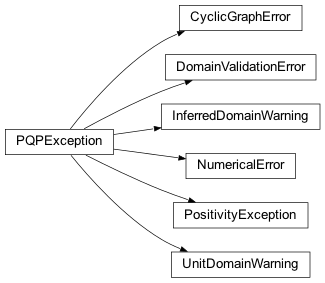 CyclicGraphError
DomainValidationError
InferredDomainWarning
PQPException
NumericalError
PositivityException
UnitDomainWarning